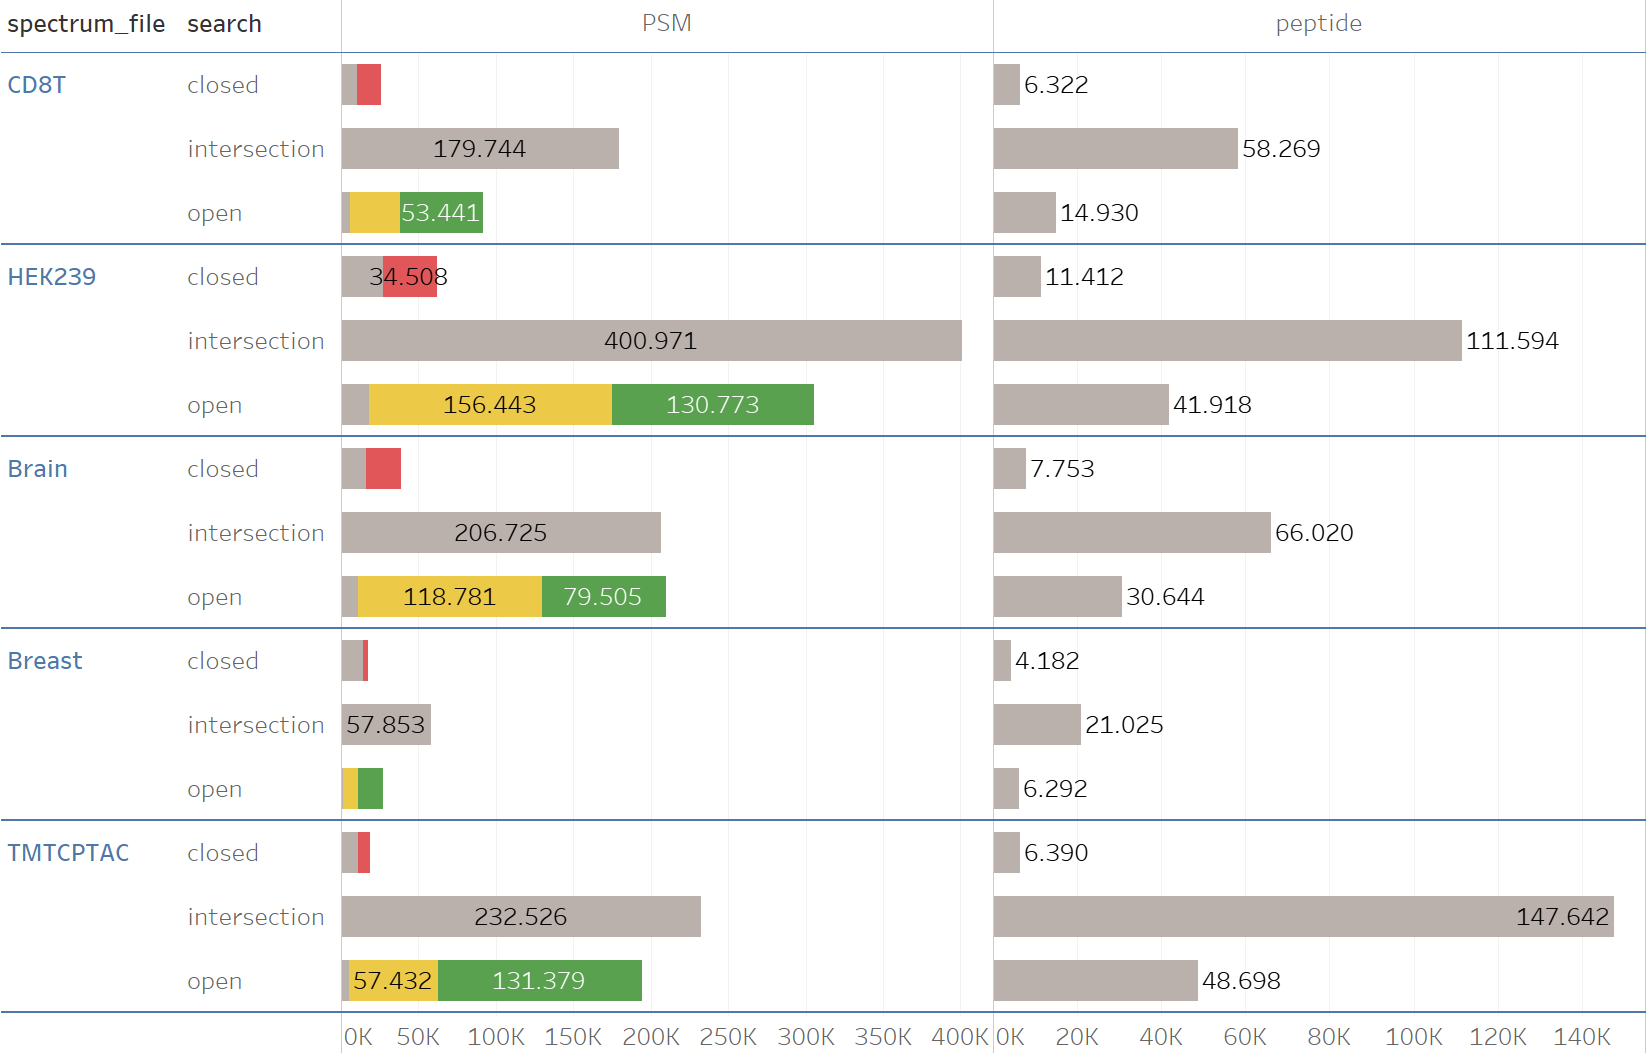 spectrum_file search PSM peptide
CD8T closed 6.322
intersection 179.744 58.269
open 53.441 14.930
HEK239 closed 34.508 11.412
intersection 400.971 111.594
open 156.443 130.773 41.918
Brain closed 7.753
intersection 206.725 66.020
open 118.781 79.505 30.644
Breast closed 4.182
intersection 57.853 21.025
open 6.292
TMTCPTAC closed 6.390
intersection 232.526 147.642
open 57.432 131.379 48.698
0K 50K 100K 150K 200K 250K 300K 350K 400K 0K 20K 40K 60K 80K 100K 120K 140K